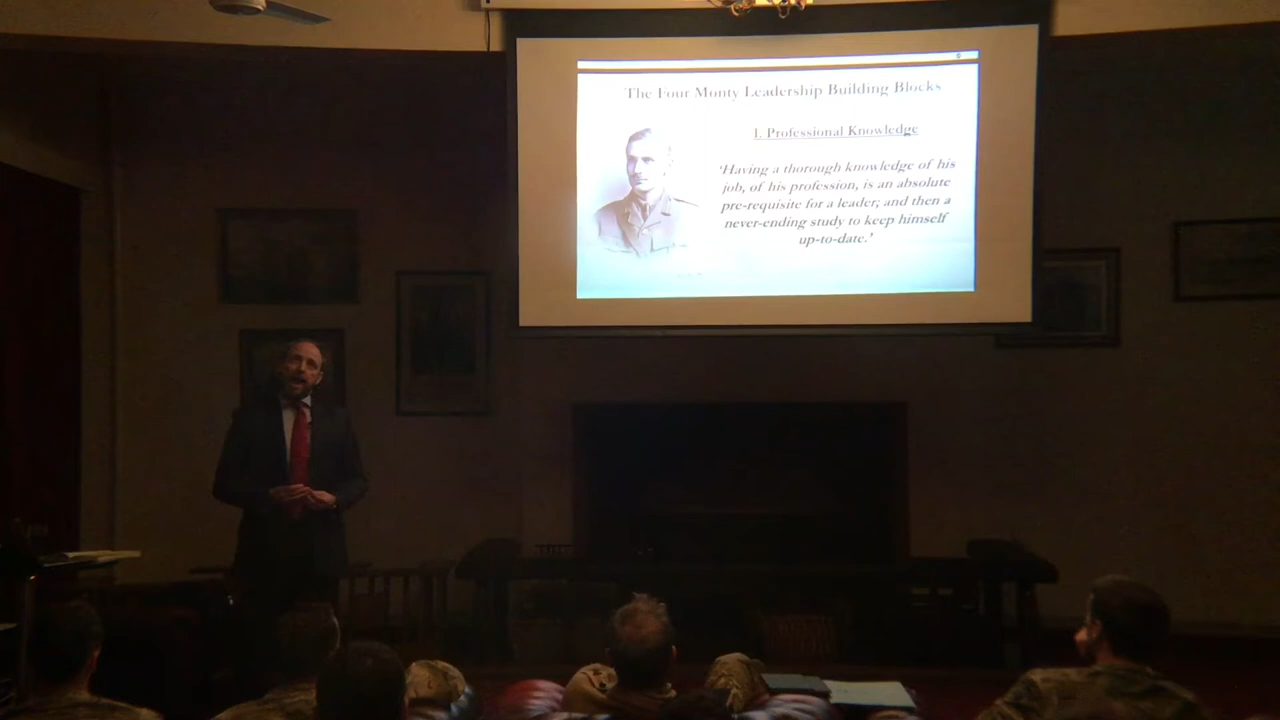 The Four Monty Leadership Building Blocks
1. Professional Knowledge
'Having a thorough knowledge of his
job, of his profession, is an absolute
pre-requisite for a leader; and then a
never-ending study to keep himself
up-to-date.'